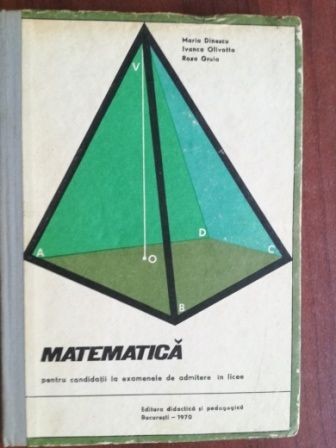 Maria Dinescu
Ivanca Olivotto
Roza Gruia
V
A
D
C
O
B
MATEMATICĂ
pentru candidații la examenele de admitere în licee
Editura didactică și pedagogică
București – 1970